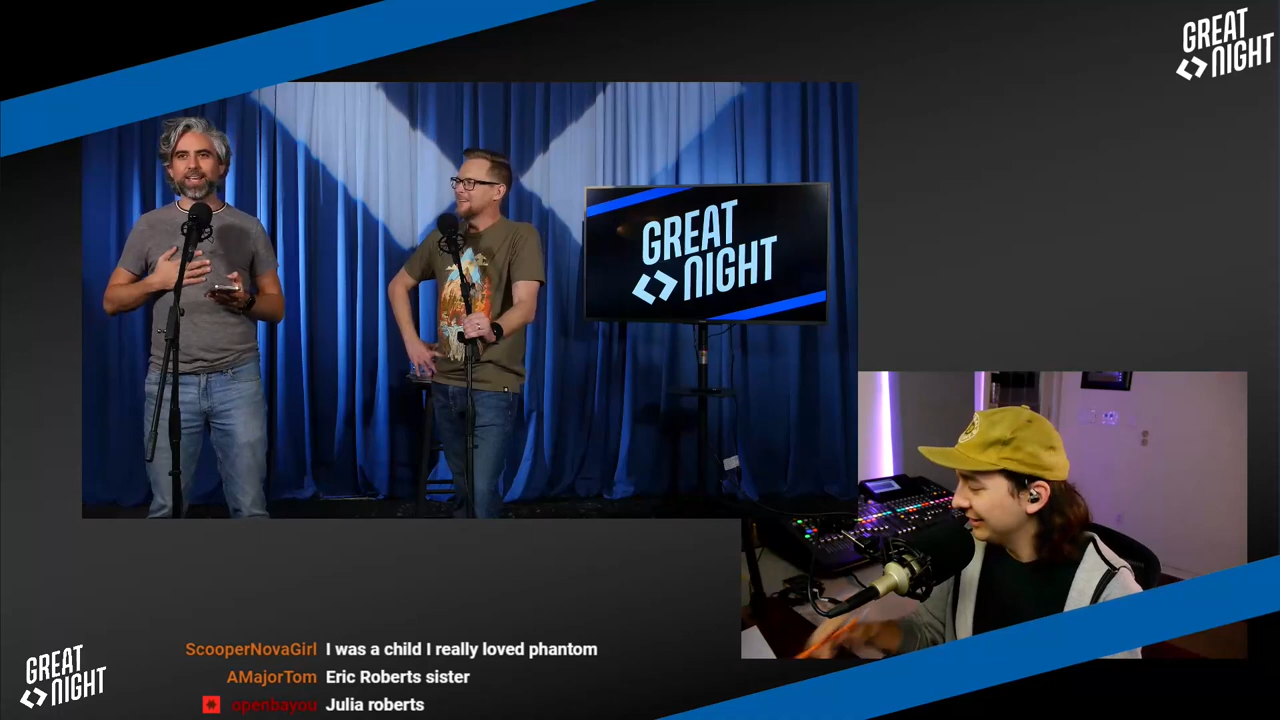 GREAT
NIGHT
GREAT
NIGHT
GREAT
NIGHT
ScooperNovaGirl I was a child I really loved phantom
AMajorTom Eric Roberts sister
openbayou Julia roberts